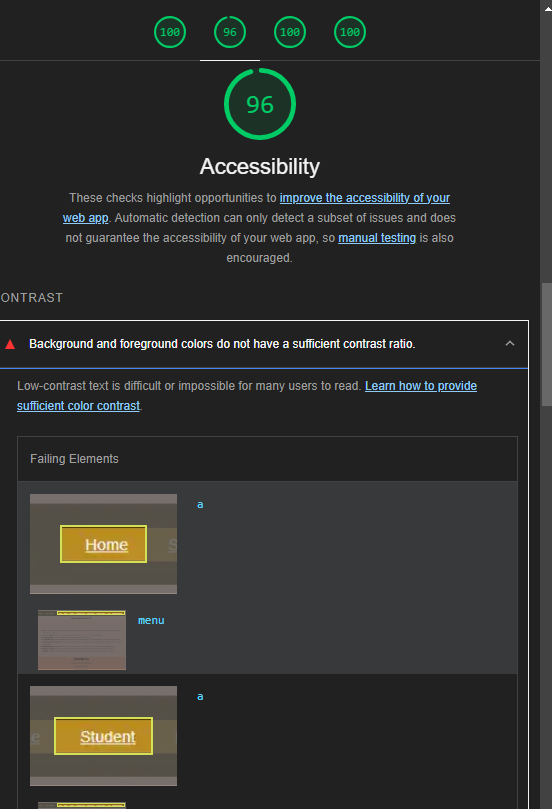 100 96 100 100
96
Accessibility
These checks highlight opportunities to improve the accessibility of your
web app. Automatic detection can only detect a subset of issues and does
not guarantee the accessibility of your web app, so manual testing is also
encouraged.
ONTRAST
Background and foreground colors do not have a sufficient contrast ratio.
Low-contrast text is difficult or impossible for many users to read. Learn how to provide
sufficient color contrast.
Failing Elements
Home S
a
menu
e Student
a